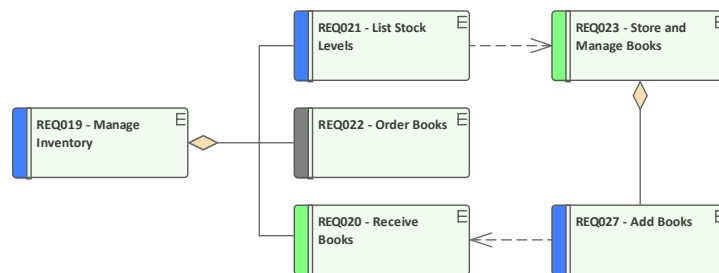 REQ021 - List Stock
Levels
REQ023 - Store and
Manage Books
REQ019 - Manage
Inventory
REQ022 - Order Books
REQ020 - Receive
Books
REQ027 - Add Books